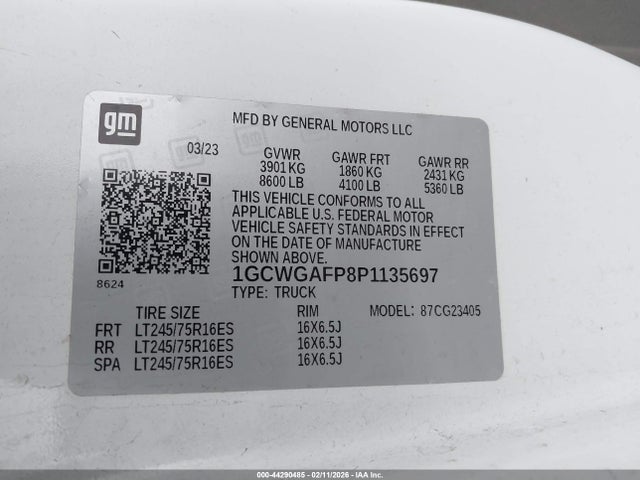 gm
MFD BY GENERAL MOTORS LLC
03/23 GVWR GAWR FRT GAWR RR
3901 KG 1860 KG 2431 KG
8600 LB 4100 LB 5360 LB
THIS VEHICLE CONFORMS TO ALL
APPLICABLE U.S. FEDERAL MOTOR
VEHICLE SAFETY STANDARDS IN EFFECT
ON THE DATE OF MANUFACTURE
SHOWN ABOVE.
8624
1GCWGAFP8P1135697
TYPE: TRUCK
TIRE SIZE RIM MODEL: 87CG23405
FRT LT245/75R16ES 16X6.5J
RR LT245/75R16ES 16X6.5J
SPA LT245/75R16ES 16X6.5J
000-44290485 - 02/11/2026 - IAAI.COM